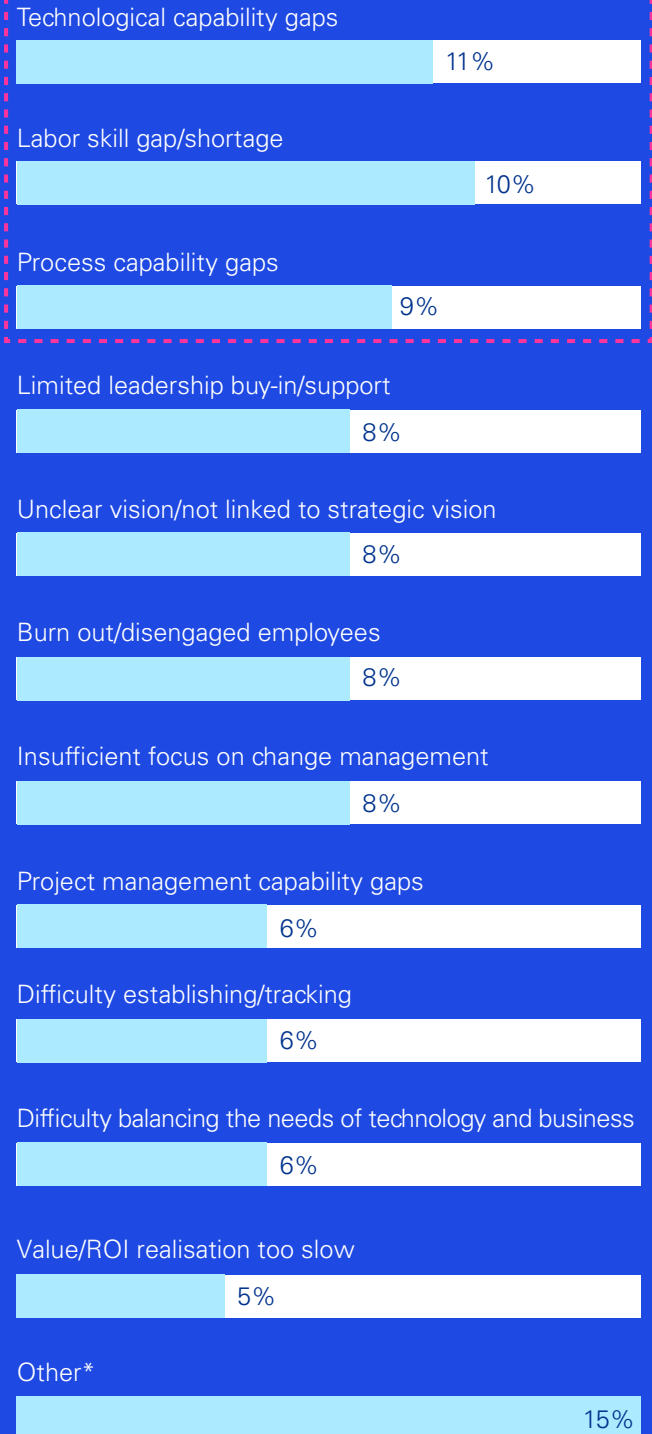 Technological capability gaps
11%
Labor skill gap/shortage
10%
Process capability gaps
9%
Limited leadership buy-in/support
8%
Unclear vision/not linked to strategic vision
8%
Burn out/disengaged employees
8%
Insufficient focus on change management
8%
Project management capability gaps
6%
Difficulty establishing/tracking
6%
Difficulty balancing the needs of technology and business
6%
Value/ROI realisation too slow
5%
Other*
15%